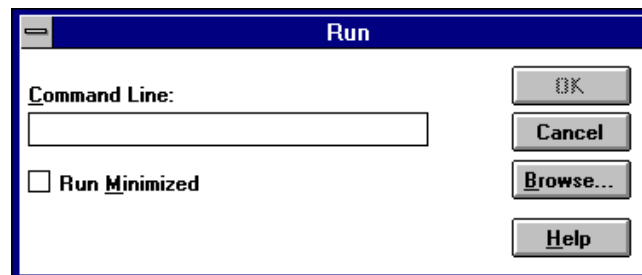 Run
Command Line:
Run Minimized
OK
Cancel
Browse...
Help